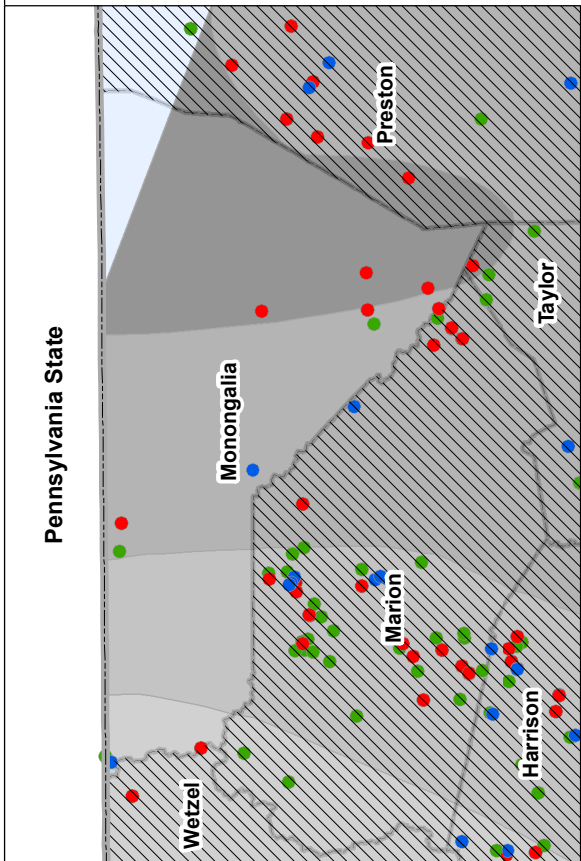 Pennsylvania State
Preston
Taylor
Monongalia
Marion
Wetzel
Harrison